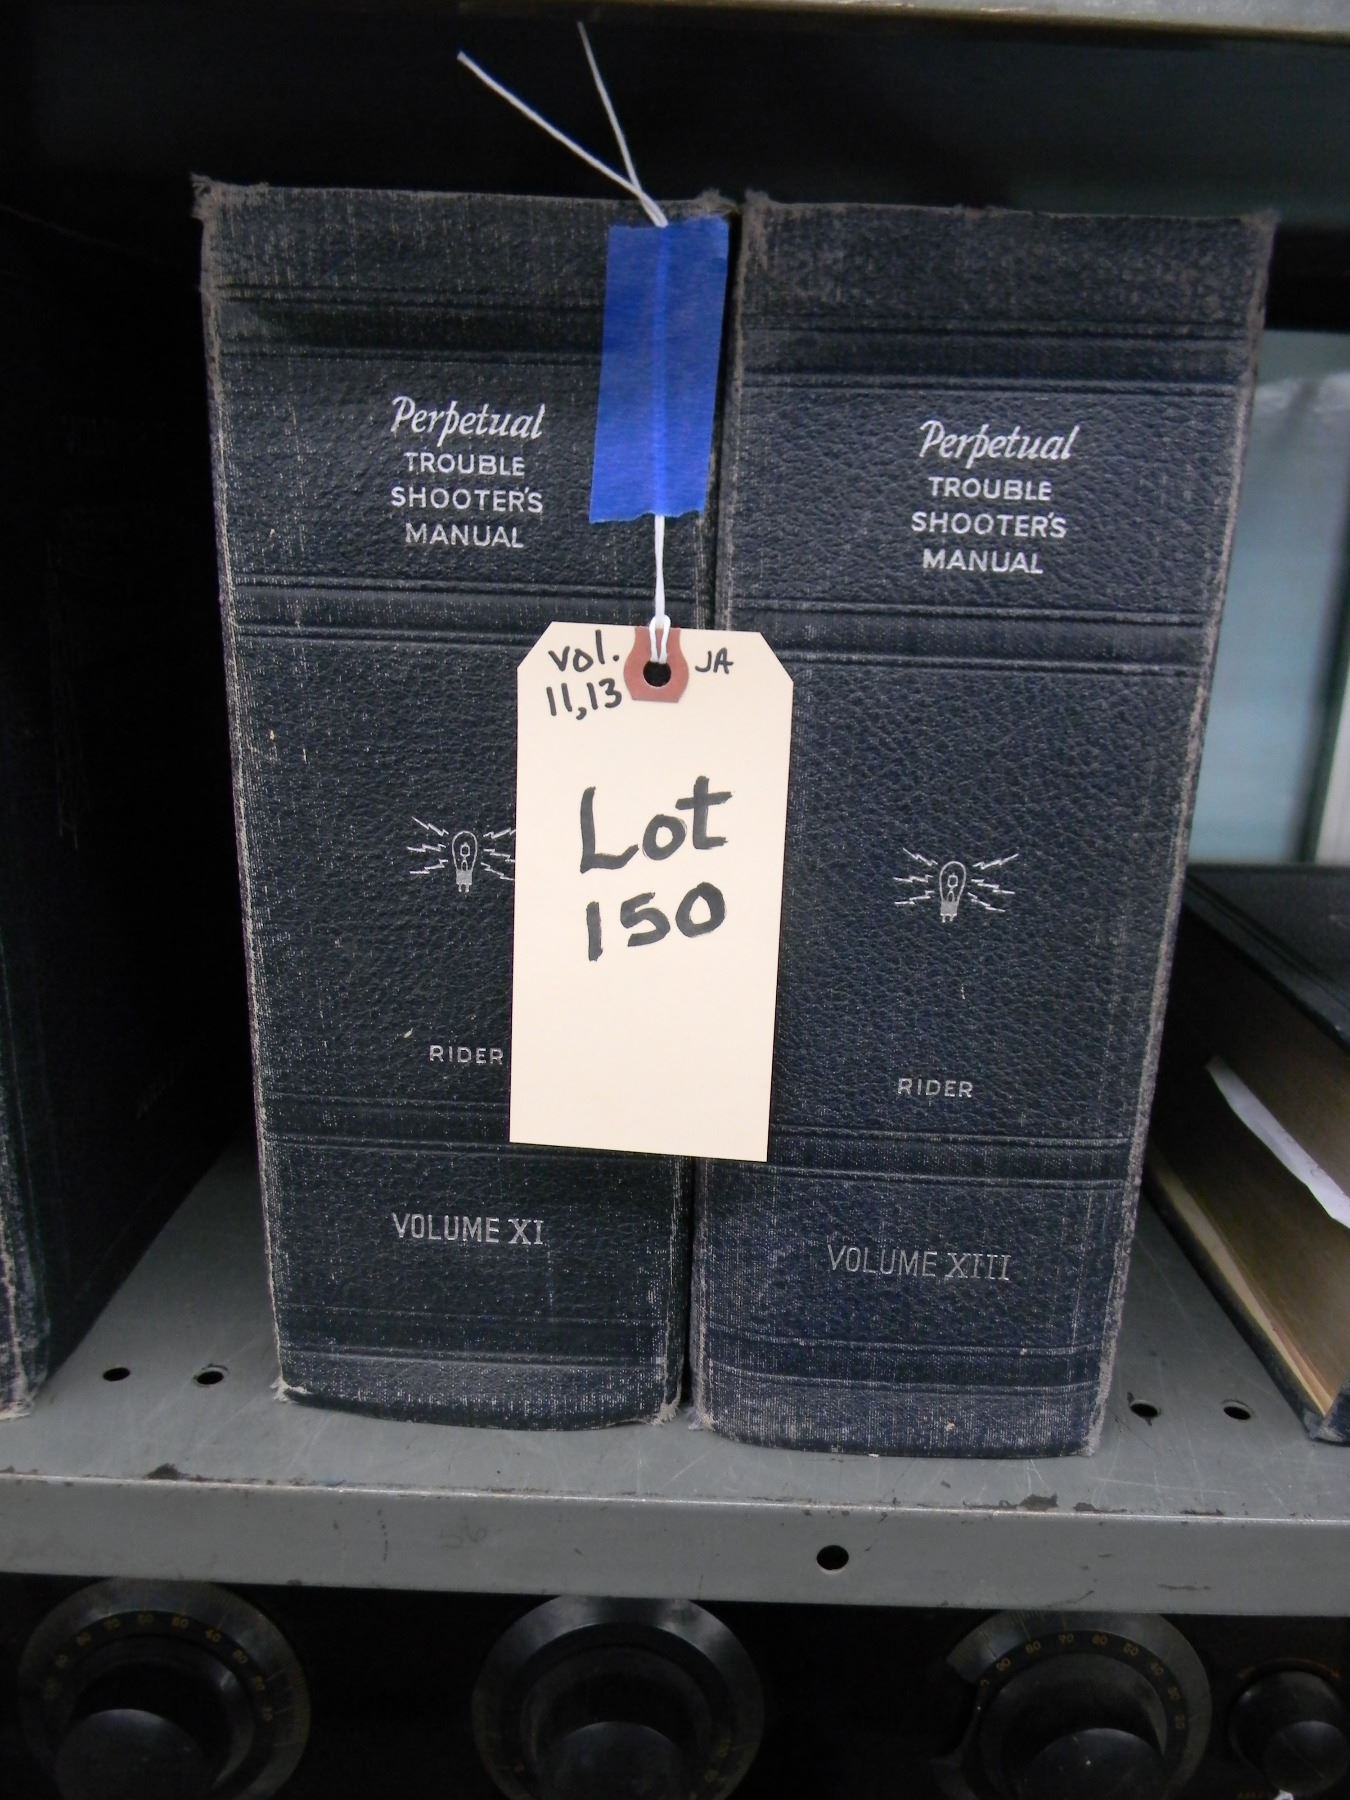 Perpetual
TROUBLE
SHOOTER'S
MANUAL
RIDER
VOLUME XI
vol.
11,13
JA
Lot
150
Perpetual
TROUBLE
SHOOTER'S
MANUAL
RIDER
VOLUME XIII